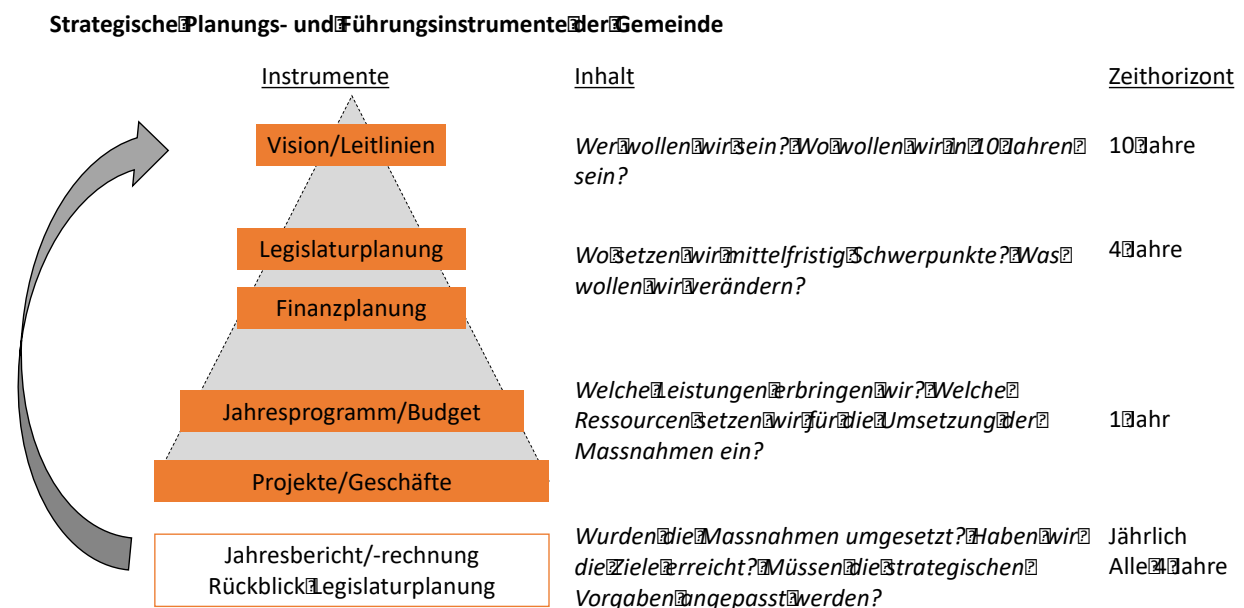 Strategische Planungs- und Führungsinstrumente der Gemeinde
Instrumente
Inhalt
Zeithorizont
Vision/Leitlinien
Wer wollen wir sein? Wo wollen wir in 10 Jahren
sein?
10 Jahre
Legislaturplanung
Wo setzen wir mittelfristig Schwerpunkte? Was
wollen wir verändern?
4 Jahre
Finanzplanung
Jahresprogramm/Budget
Welche Leistungen erbringen wir? Welche
Ressourcen setzen wir für die Umsetzung der
Massnahmen ein?
1 Jahr
Projekte/Geschäfte
Jahresbericht/-rechnung
Rückblick Legislaturplanung
Wurden die Massnahmen umgesetzt? Haben wir
die Ziele erreicht? Müssen die strategischen
Vorgaben angepasst werden?
Jährlich
Alle 4 Jahre